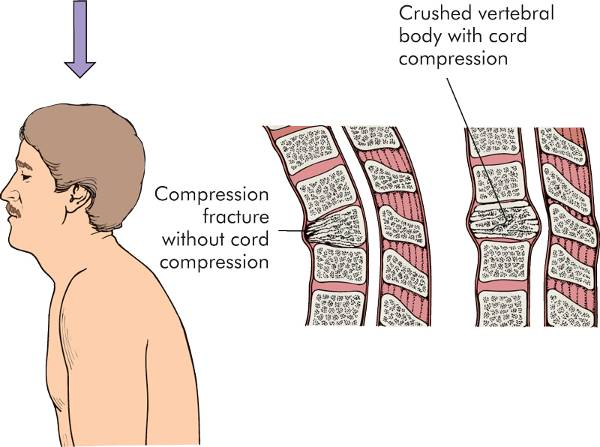 Crushed vertebral
body with cord
compression
Compression
fracture
without cord
compression